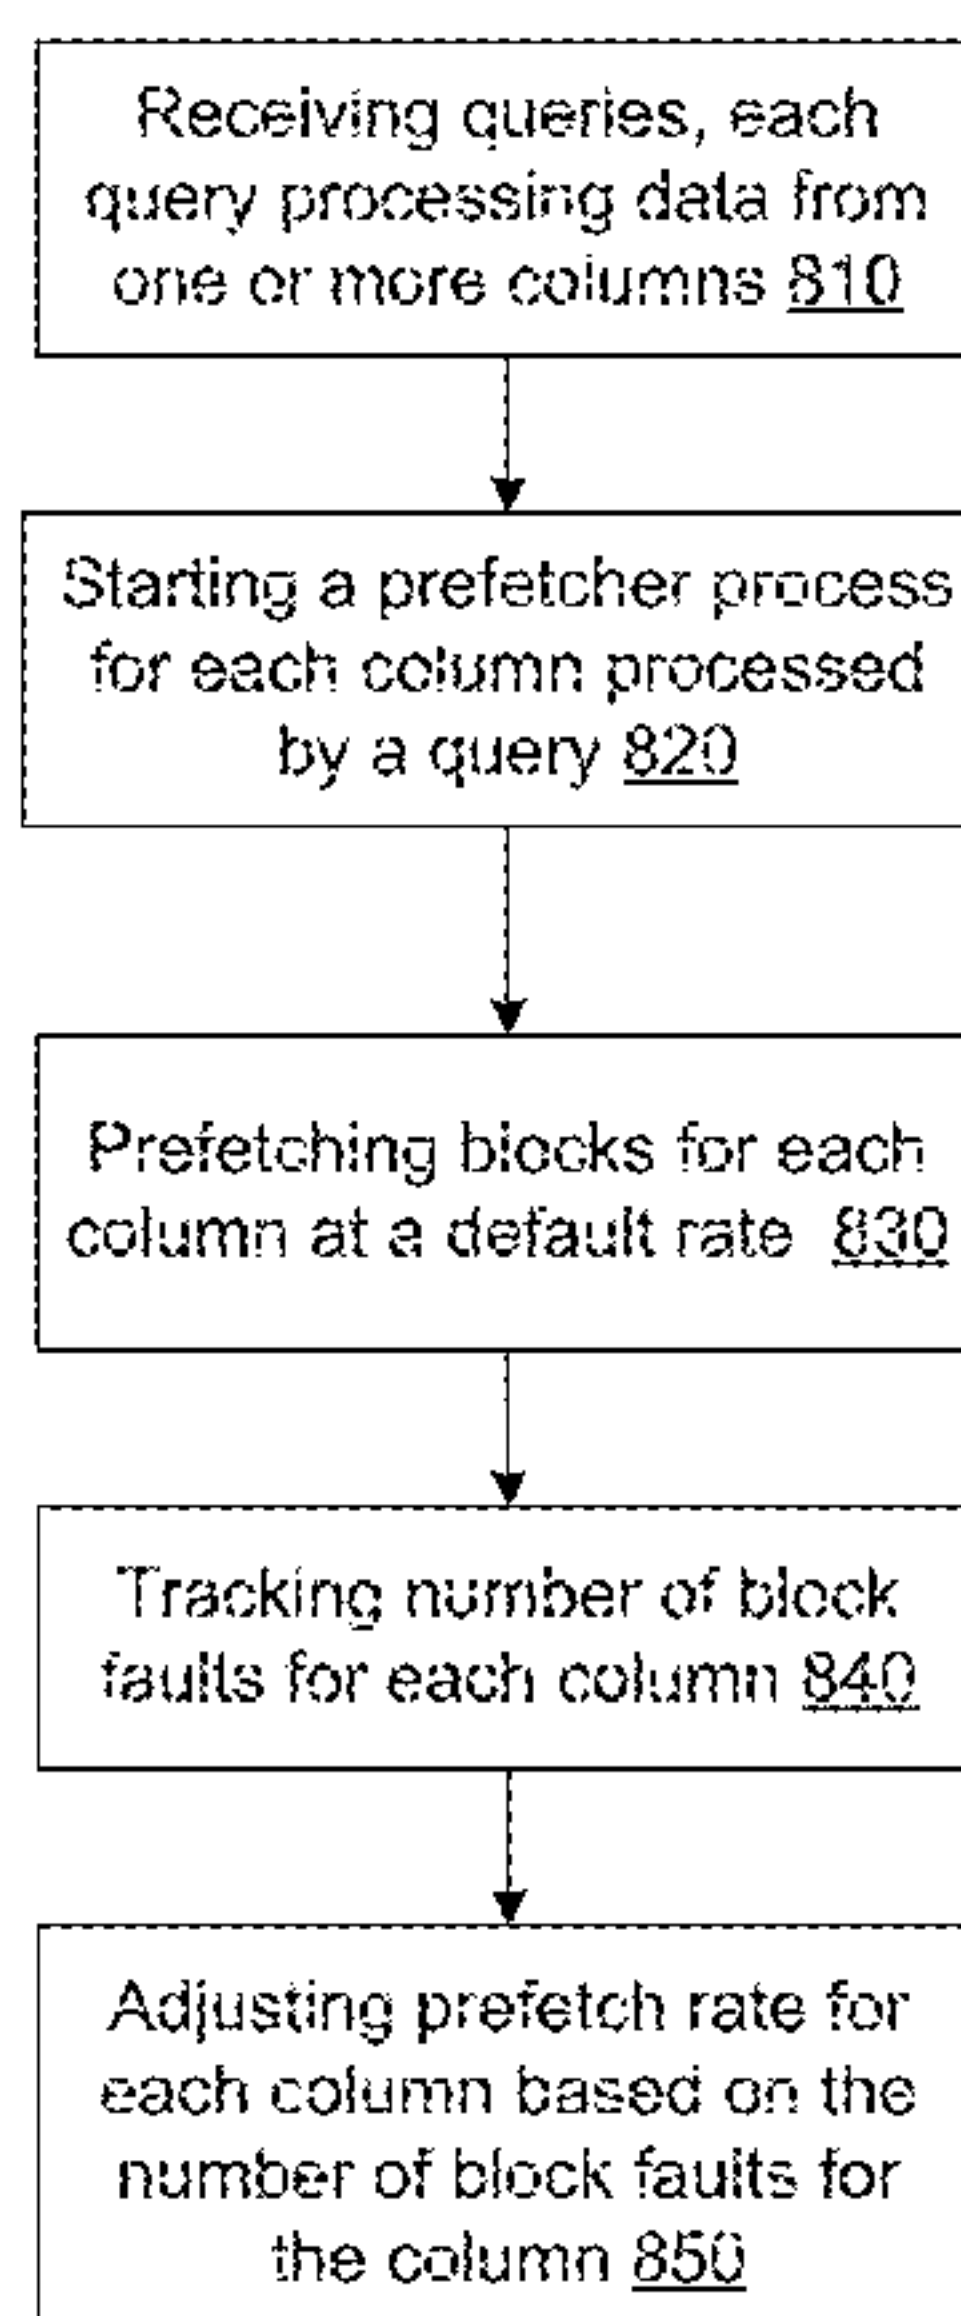 Receiving queries, each
query processing data from
one or more columns 810
Starting a prefetcher process
for each column processed
by a query 820
Prefetching blocks for each
column at a default rate 830
Tracking number of block
faults for each column 840
Adjusting prefetch rate for
each column based on the
number of block faults for
the column 850